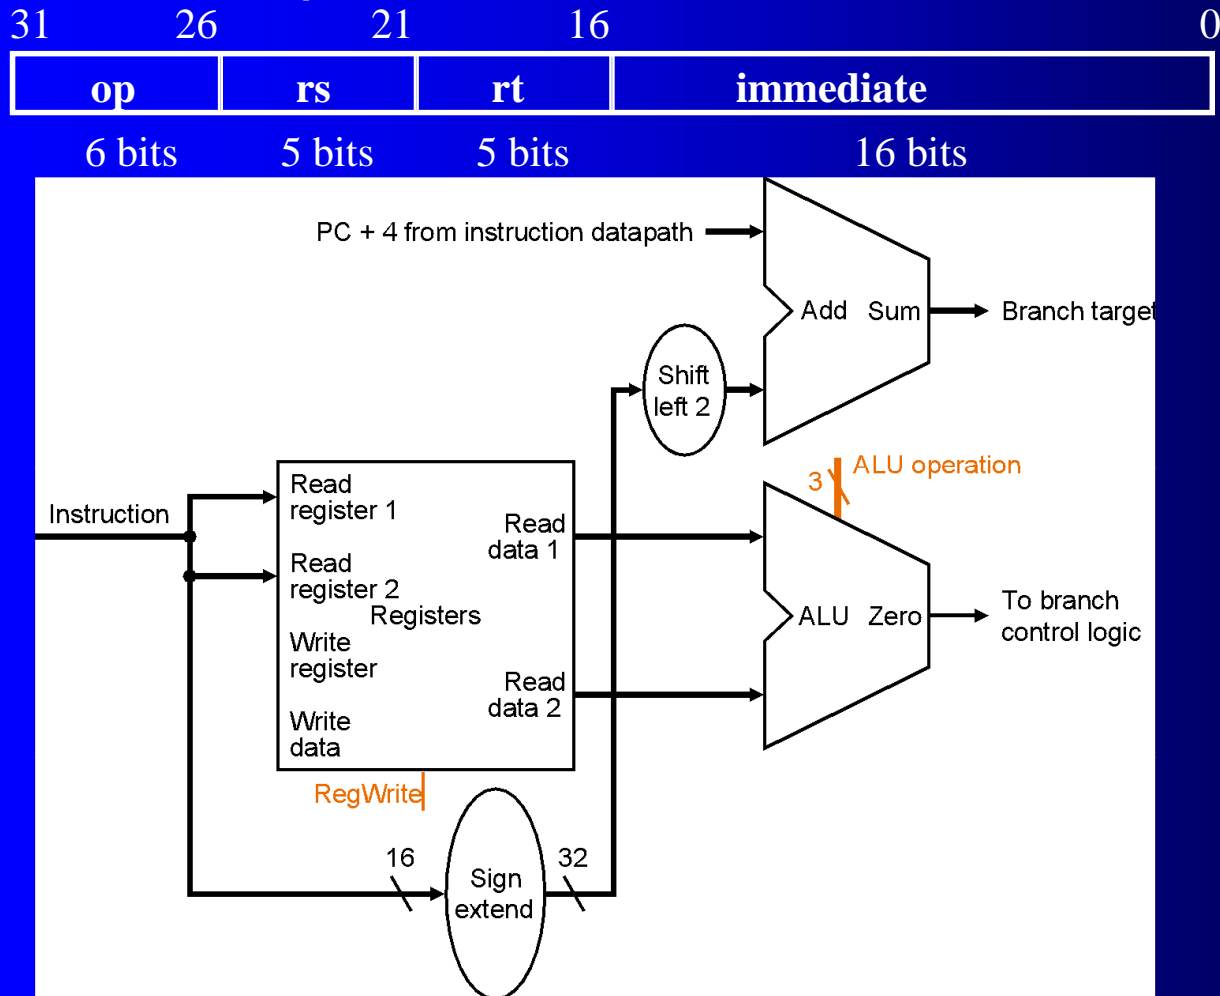 31 26 21 16 0
op rs rt immediate
6 bits 5 bits 5 bits 16 bits
PC + 4 from instruction datapath
Add Sum
Branch target
Shift
left 2
3
ALU operation
Instruction
Read
register 1
Read
data 1
Read
register 2
Registers
Write
register
Read
data 2
Write
data
RegWrite
ALU Zero
To branch
control logic
16
Sign
extend
32